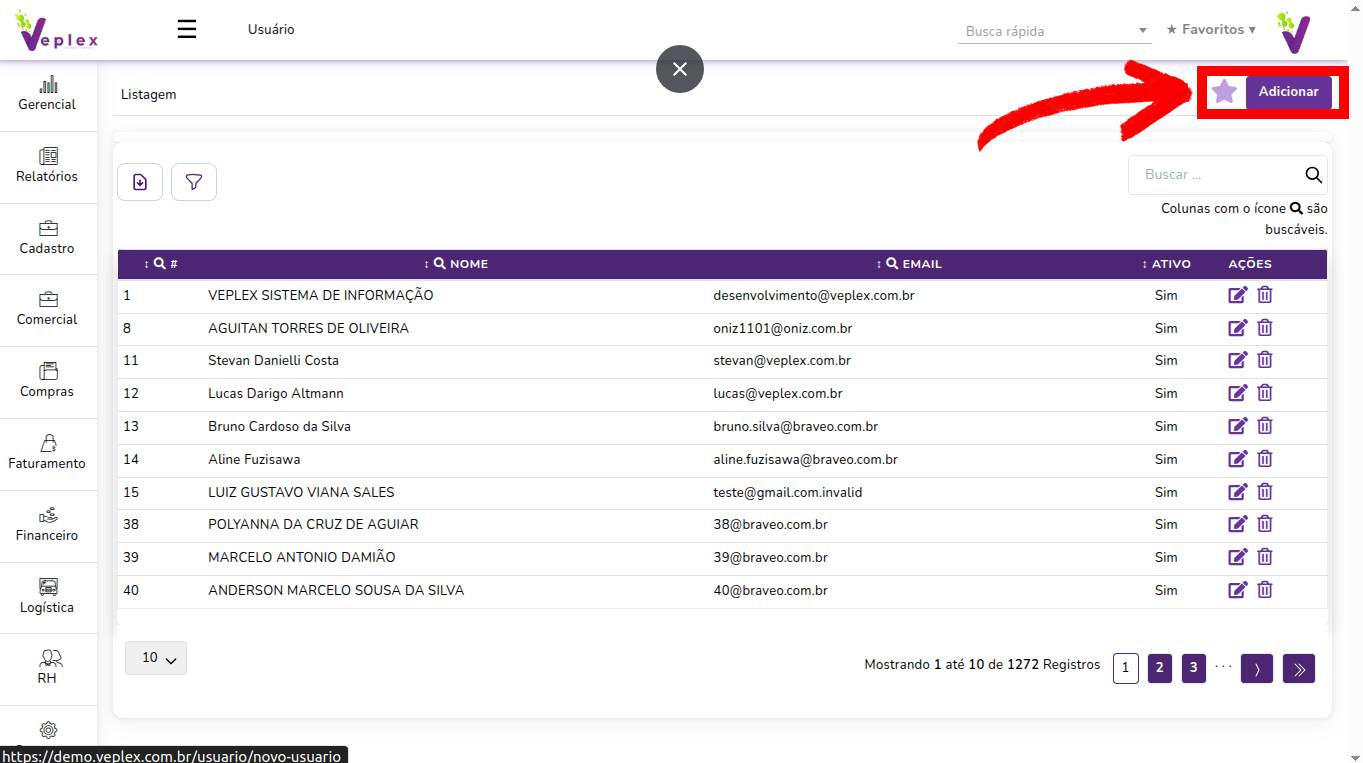 Veplex
Usuário
Busca rápida
★ Favoritos ▾
Gerencial
Relatórios
Cadastro
Comercial
Compras
Faturamento
Financeiro
Logística
RH
Listagem
Adicionar
Buscar ...
Colunas com o ícone são
buscáveis.
↕ # ↕ NOME ↕ EMAIL ↕ ATIVO AÇÕES
1 VEPLEX SISTEMA DE INFORMAÇÃO desenvolvimento@veplex.com.br Sim
8 AGUITAN TORRES DE OLIVEIRA oniz1101@oniz.com.br Sim
11 Stevan Danielli Costa stevan@veplex.com.br Sim
12 Lucas Darigo Altmann lucas@veplex.com.br Sim
13 Bruno Cardoso da Silva bruno.silva@braveo.com.br Sim
14 Aline Fuzisawa aline.fuzisawa@braveo.com.br Sim
15 LUIZ GUSTAVO VIANA SALES teste@gmail.com.invalid Sim
38 POLYANNA DA CRUZ DE AGUIAR 38@braveo.com.br Sim
39 MARCELO ANTONIO DAMIÃO 39@braveo.com.br Sim
40 ANDERSON MARCELO SOUSA DA SILVA 40@braveo.com.br Sim
10
Mostrando 1 até 10 de 1272 Registros 1 2 3 ... 〉 》
https://demo.veplex.com.br/usuario/novo-usuario